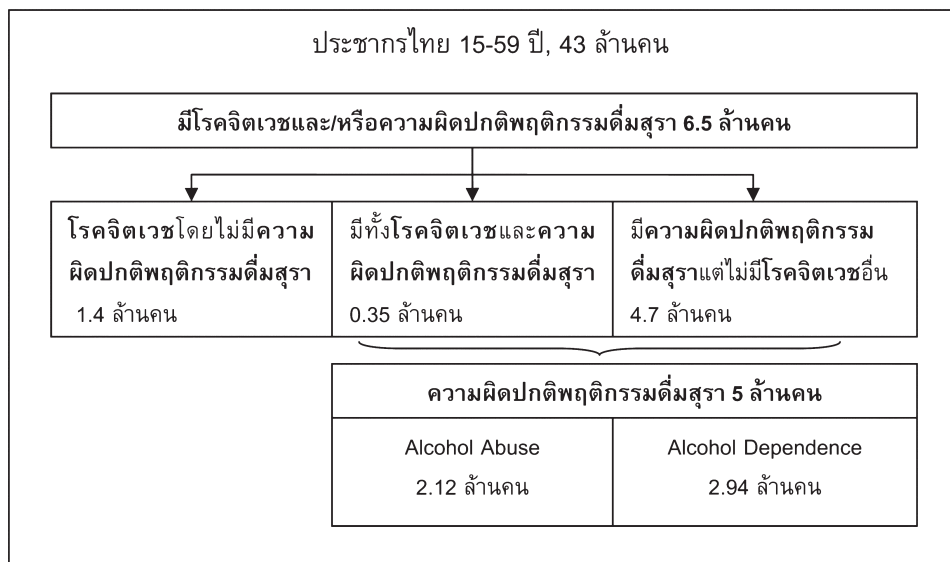 ประชากรไทย 15-59 ปี, 43 ล้านคน
มีโรคจิตเวชและ/หรือความผิดปกติพฤติกรรมดื่มสุรา 6.5 ล้านคน
โรคจิตเวชโดยไม่มีความ
ผิดปกติพฤติกรรมดื่มสุรา
1.4 ล้านคน
มีทั้งโรคจิตเวชและความ
ผิดปกติพฤติกรรมดื่มสุรา
0.35 ล้านคน
มีความผิดปกติพฤติกรรม
ดื่มสุราแต่ไม่มีโรคจิตเวชอื่น
4.7 ล้านคน
ความผิดปกติพฤติกรรมดื่มสุรา 5 ล้านคน
Alcohol Abuse
2.12 ล้านคน
Alcohol Dependence
2.94 ล้านคน